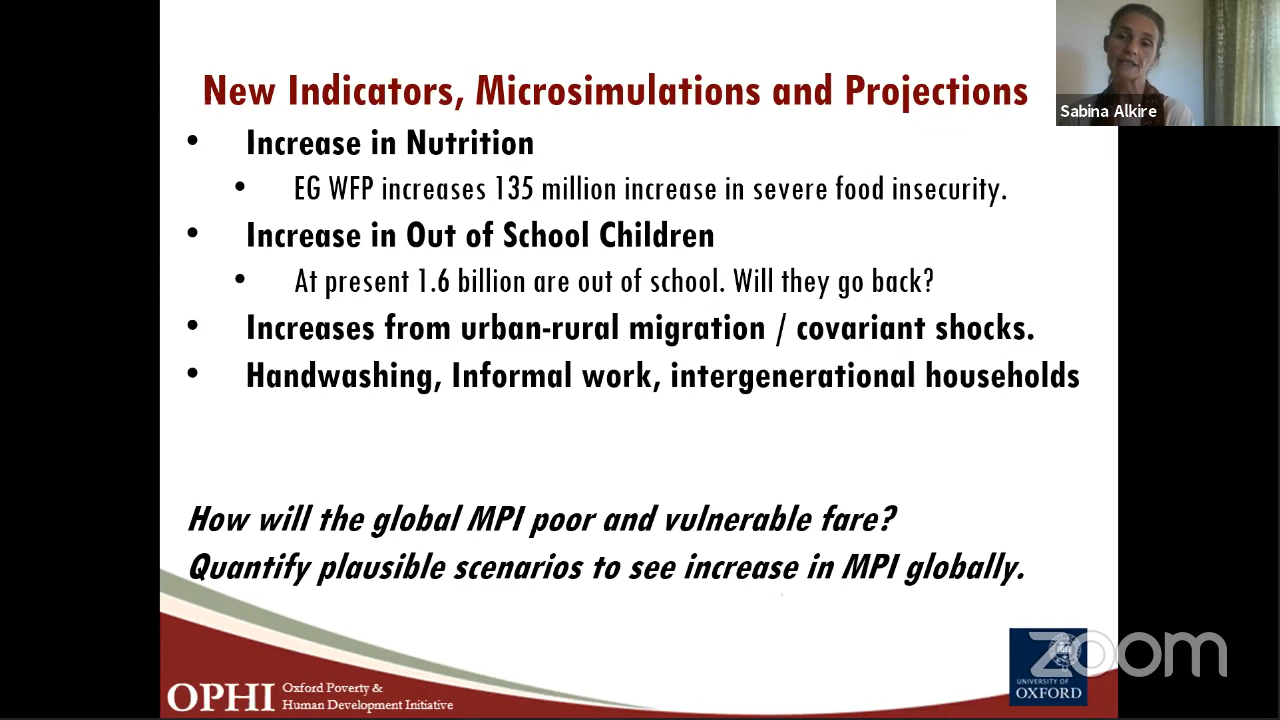 New Indicators, Microsimulations and Projections
Sabina Alkire
• Increase in Nutrition
• EG WFP increases 135 million increase in severe food insecurity.
• Increase in Out of School Children
• At present 1.6 billion are out of school. Will they go back?
• Increases from urban-rural migration / covariant shocks.
• Handwashing, Informal work, intergenerational households
How will the global MPI poor and vulnerable fare?
Quantify plausible scenarios to see increase in MPI globally.
OPHI
Oxford Poverty &
Human Development Initiative
UNIVERSITY OF
OXFORD
zoom